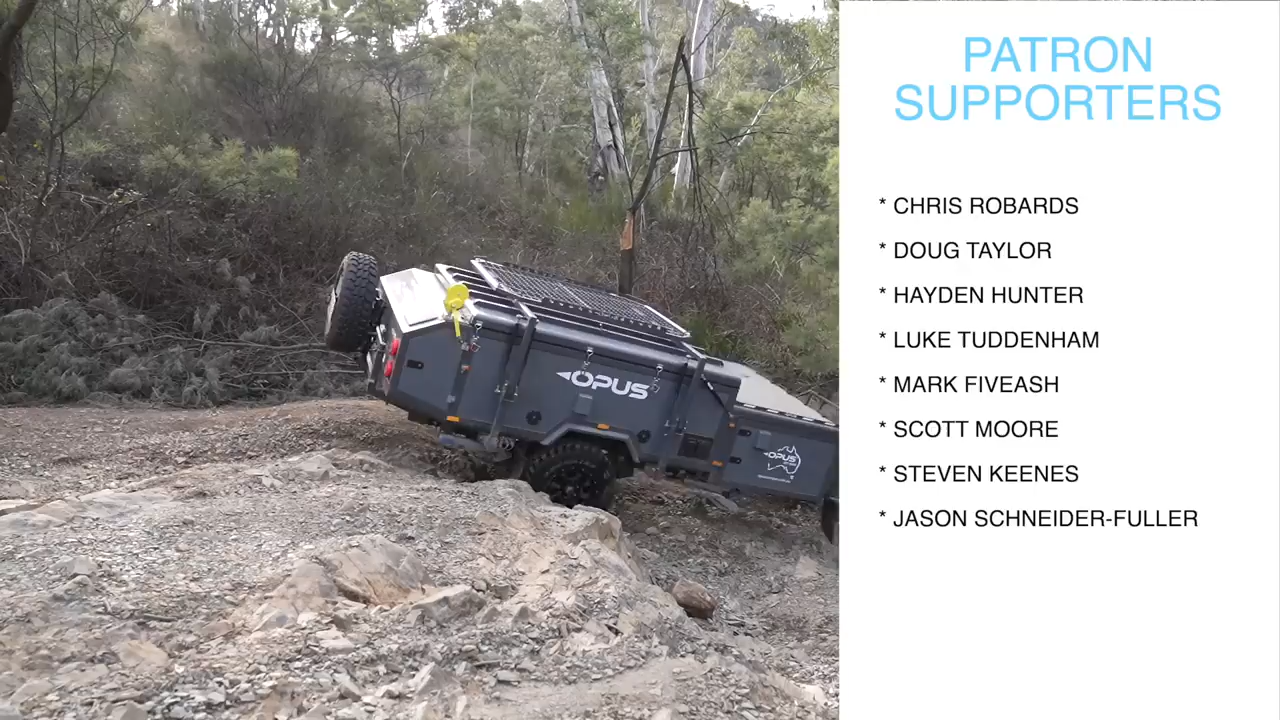 PATRON
SUPPORTERS
* CHRIS ROBARDS
* DOUG TAYLOR
* HAYDEN HUNTER
* LUKE TUDDENHAM
* MARK FIVEASH
* SCOTT MOORE
* STEVEN KEENES
* JASON SCHNEIDER-FULLER
OPUS
OPUS